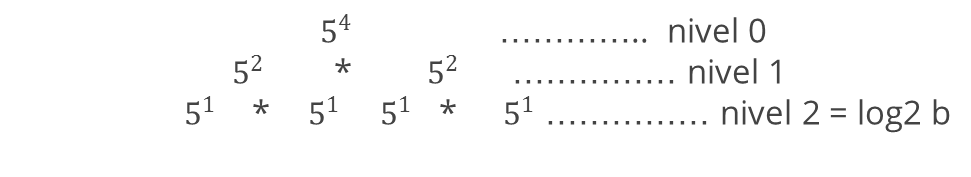 5⁴ ………….. nivel 0
5² * 5² …………… nivel 1
5¹ * 5¹ 5¹ * 5¹ …………… nivel 2 = log2 b